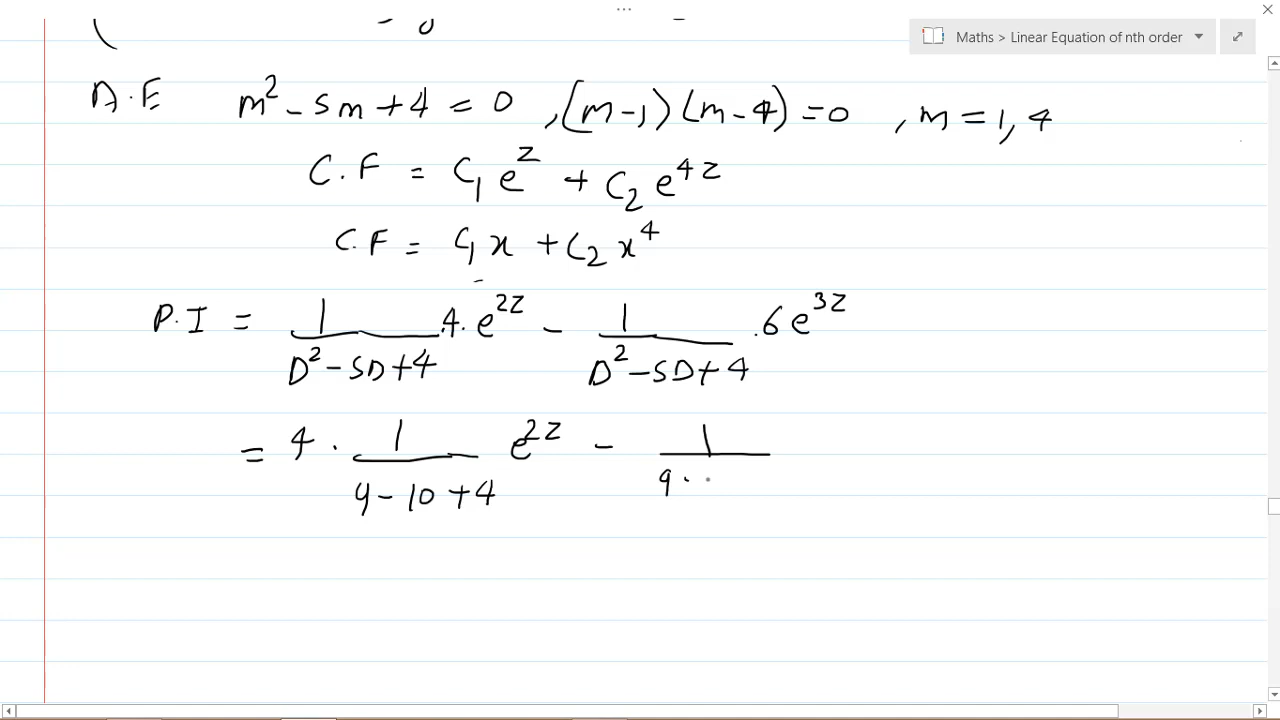 Maths > Linear Equation of nth order
A.E m² - 5m + 4 = 0 , (m-1)(m-4) = 0 , m = 1, 4
C.F = C₁e^z + C₂e^4z
C.F = C₁x + C₂x⁴
P.I = 1/(D² - 5D + 4) 4·e^2z - 1/(D² - 5D + 4) ·6e^3z
= 4 · 1/(4 - 10 + 4) e^2z - 1/(9 ·